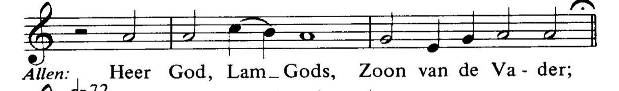 Allen: Heer God, Lam_Gods, Zoon van de Va - der;